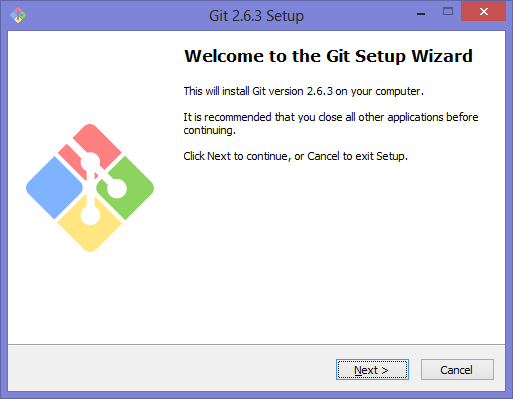 Git 2.6.3 Setup
Welcome to the Git Setup Wizard
This will install Git version 2.6.3 on your computer.
It is recommended that you close all other applications before
continuing.
Click Next to continue, or Cancel to exit Setup.
Next >
Cancel